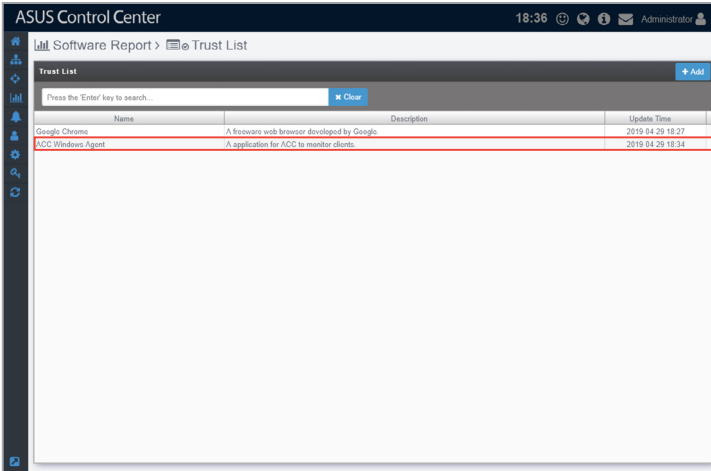 ASUS Control Center
18:36 Administrator
Software Report > Trust List
Trust List
+ Add
Press the 'Enter' key to search...
✖ Clear
Name Description Update Time
Google Chrome A freeware web browser developed by Google. 2019 04 29 18:27
ACC Windows Agent A application for ACC to monitor clients. 2019 04 29 18:34